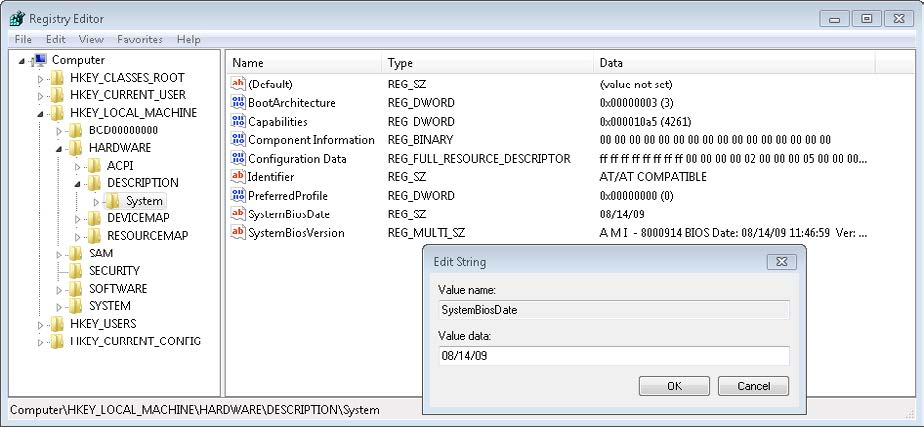 Registry Editor
File Edit View Favorites Help
Computer
HKEY_CLASSES_ROOT
HKEY_CURRENT_USER
HKEY_LOCAL_MACHINE
BCD00000000
HARDWARE
ACPI
DESCRIPTION
System
DEVICEMAP
RESOURCEMAP
SAM
SECURITY
SOFTWARE
SYSTEM
HKEY_USERS
HKEY_CURRENT_CONFIG
Name Type Data
(Default) REG_SZ (value not set)
BootArchitecture REG_DWORD 0x00000003 (3)
Capabilities REG_DWORD 0x000010a5 (4261)
Component Information REG_BINARY 00 00 00 00 00 00 00 00 00 00 00 00 00 00 00 00
Configuration Data REG_FULL_RESOURCE_DESCRIPTOR ff ff ff ff ff ff ff ff 00 00 00 00 02 00 00 00 05 00 00 00...
Identifier REG_SZ AT/AT COMPATIBLE
PreferredProfile REG_DWORD 0x00000000 (0)
SystemBiosDate REG_SZ 08/14/09
SystemBiosVersion REG_MULTI_SZ A M I - 8000914 BIOS Date: 08/14/09 11:46:59 Ver: ...
Edit String
Value name:
SystemBiosDate
Value data:
08/14/09
OK Cancel
Computer\HKEY_LOCAL_MACHINE\HARDWARE\DESCRIPTION\System